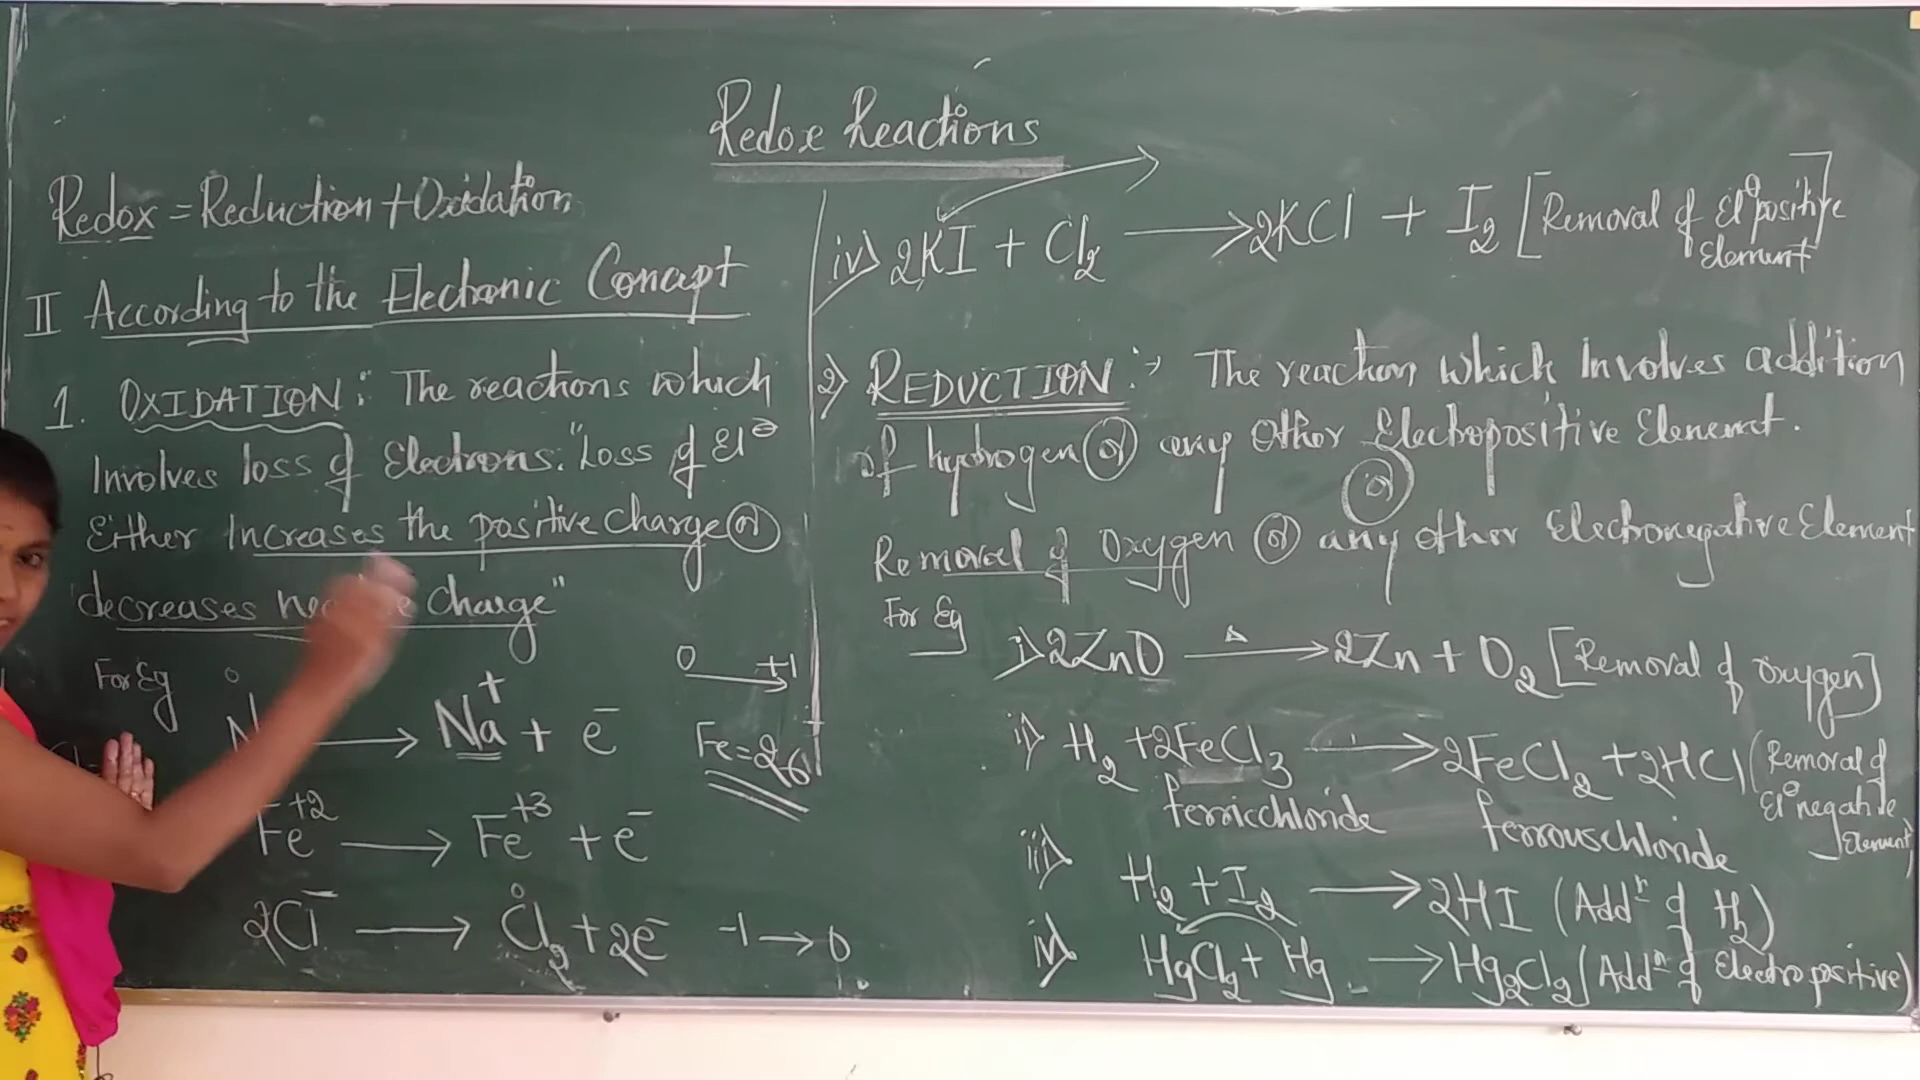 Redox Reactions
Redox = Reduction + Oxidation
II According to the Electronic Concept
1. OXIDATION : The reactions which
Involves loss of Electrons. "Loss of El⊖
Either Increases the positive charge or
decreases charge"
For Eg
0 → +1
→ Na⁺ + e⁻
Fe = 26
Fe⁺² → Fe⁺³ + e⁻
2Cl⁻ → Cl₂⁰ + 2e⁻ -1 → 0
iv) 2KI + Cl₂ → 2KCl + I₂ [Removal of El⊖positive
Element]
2) REDUCTION :- The reaction which Involves addition
of hydrogen or any other Electropositive Elenemt.
or
Removal of Oxygen or any other Electronegative Element
For Eg
i) 2ZnO –Δ→ 2Zn + O₂ [Removal of oxygen]
ii) H₂ + 2FeCl₃ → 2FeCl₂ + 2HCl (Removal of
El⊖negative
Element)
ferricchloride ferrouschloride
iii) H₂ + I₂ → 2HI (Addⁿ of H₂)
iv) HgCl₂ + Hg → Hg₂Cl₂ (Addⁿ of Electropositive)